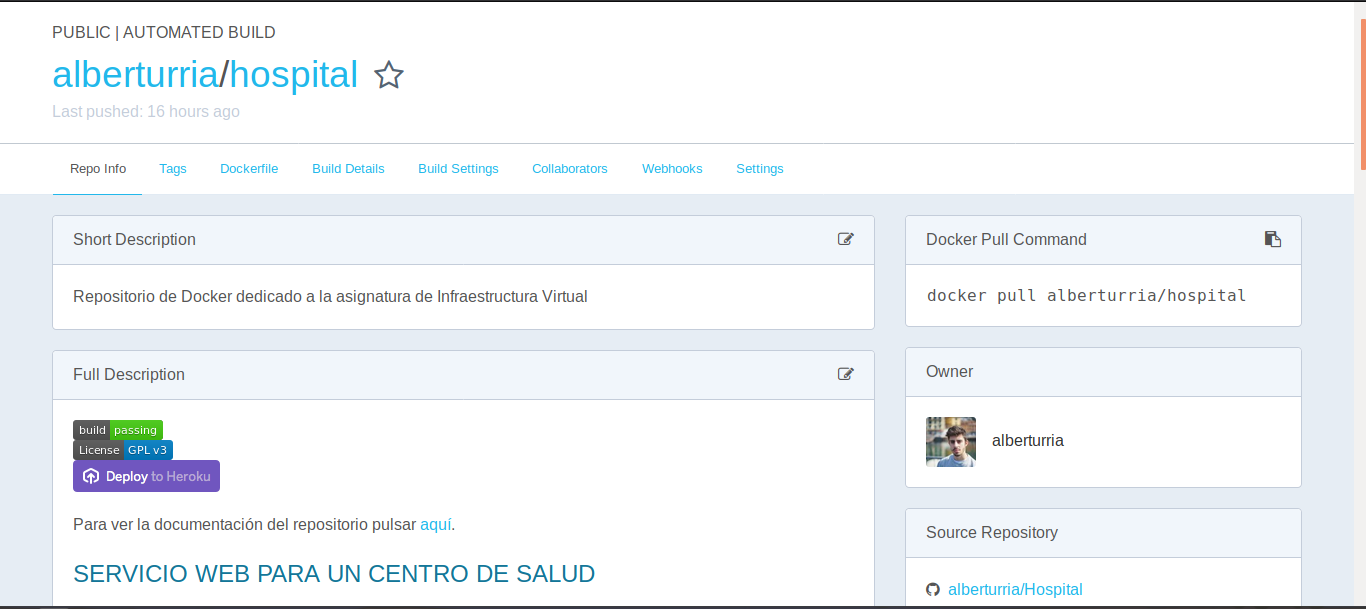 PUBLIC | AUTOMATED BUILD
alberturria/hospital
Last pushed: 16 hours ago
Repo Info Tags Dockerfile Build Details Build Settings Collaborators Webhooks Settings
Short Description
Repositorio de Docker dedicado a la asignatura de Infraestructura Virtual
Full Description
build passing
License GPL v3
Deploy to Heroku
Para ver la documentación del repositorio pulsar aquí.
SERVICIO WEB PARA UN CENTRO DE SALUD
Docker Pull Command
docker pull alberturria/hospital
Owner
alberturria
Source Repository
alberturria/Hospital